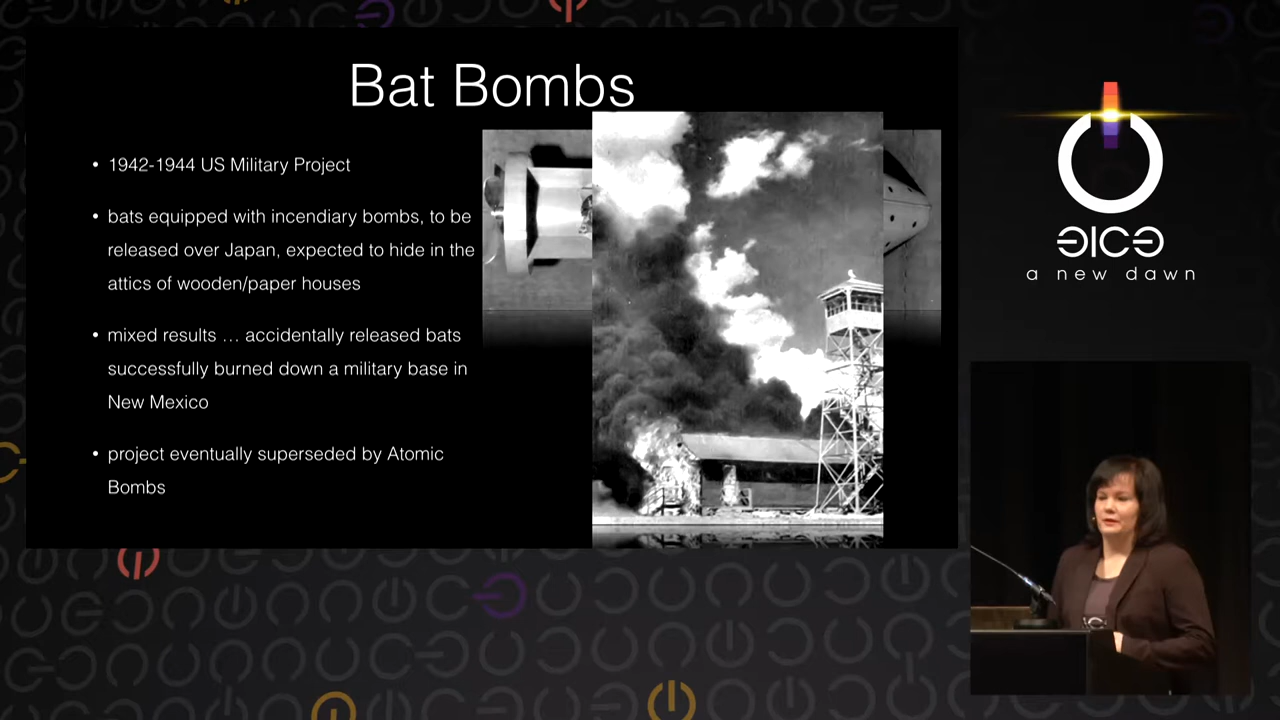 Bat Bombs
• 1942-1944 US Military Project
• bats equipped with incendiary bombs, to be
released over Japan, expected to hide in the
attics of wooden/paper houses
• mixed results … accidentally released bats
successfully burned down a military base in
New Mexico
• project eventually superseded by Atomic
Bombs
a new dawn